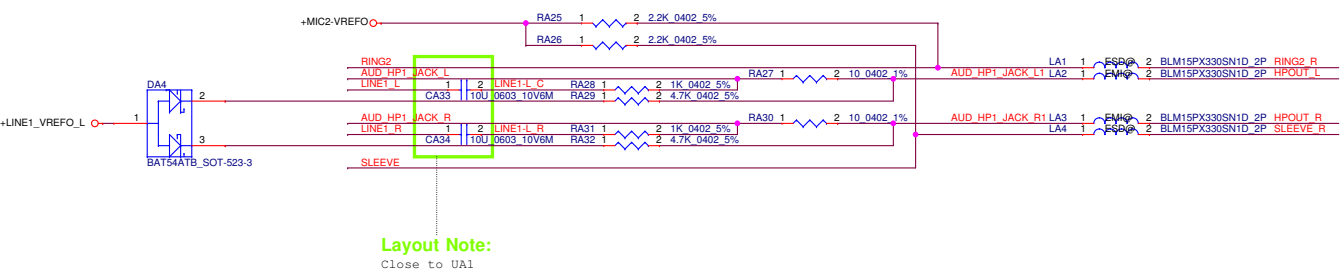 +MIC2-VREFO
RA25 1 2 2.2K_0402_5%
RA26 1 2 2.2K_0402_5%
RING2
LA1 1 ESD@ 2 BLM15PX330SN1D_2P RING2_R
AUD_HP1_JACK_L
RA27 1 2 10_0402_1%
AUD_HP1_JACK_L1 LA2 1 EMI@ 2 BLM15PX330SN1D_2P HPOUT_L
LINE1_L 1 2 LINE1-L_C RA28 1 2 1K_0402_5%
CA33 10U_0603_10V6M RA29 1 2 4.7K_0402_5%
DA4
2
+LINE1_VREFO_L 1
3
BAT54ATB_SOT-523-3
AUD_HP1_JACK_R
RA30 1 2 10_0402_1%
AUD_HP1_JACK_R1 LA3 1 EMI@ 2 BLM15PX330SN1D_2P HPOUT_R
LINE1_R 1 2 LINE1-L_R RA31 1 2 1K_0402_5%
LA4 1 ESD@ 2 BLM15PX330SN1D_2P SLEEVE_R
CA34 10U_0603_10V6M RA32 1 2 4.7K_0402_5%
SLEEVE
Layout Note:
Close to UA1